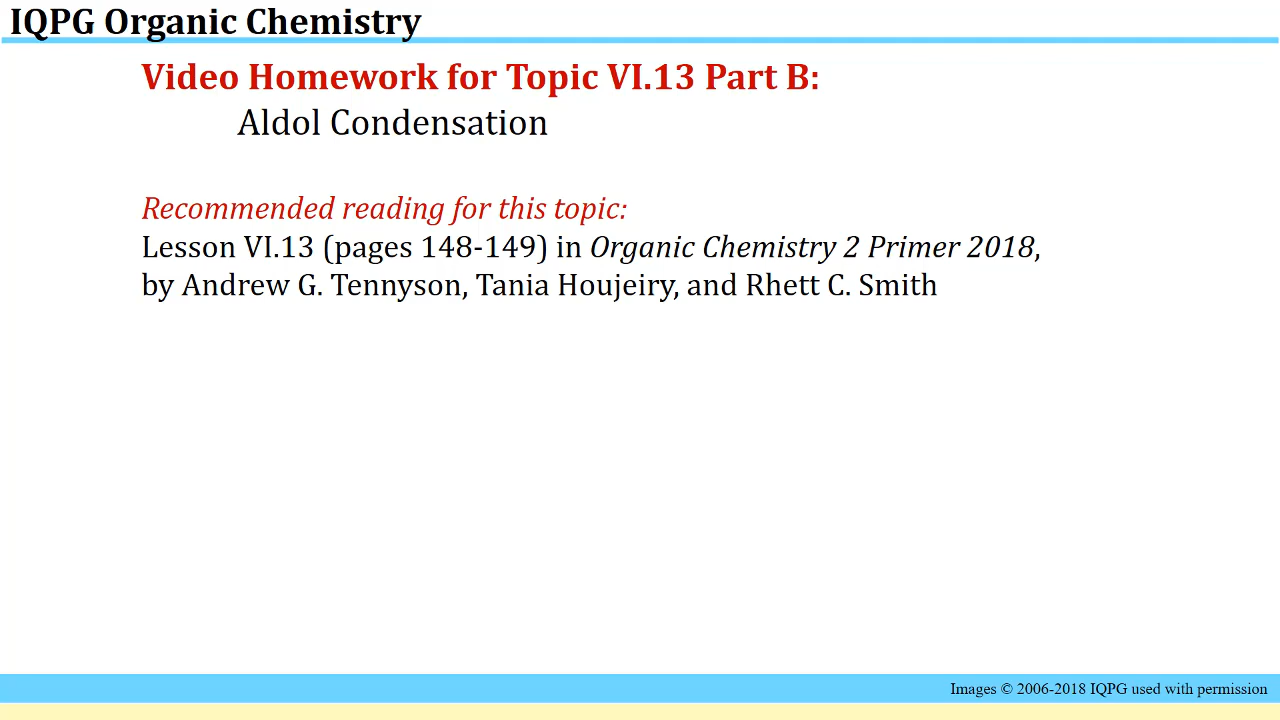 IQPG Organic Chemistry
Video Homework for Topic VI.13 Part B:
Aldol Condensation
Recommended reading for this topic:
Lesson VI.13 (pages 148-149) in Organic Chemistry 2 Primer 2018,
by Andrew G. Tennyson, Tania Houjeiry, and Rhett C. Smith
Images © 2006-2018 IQPG used with permission